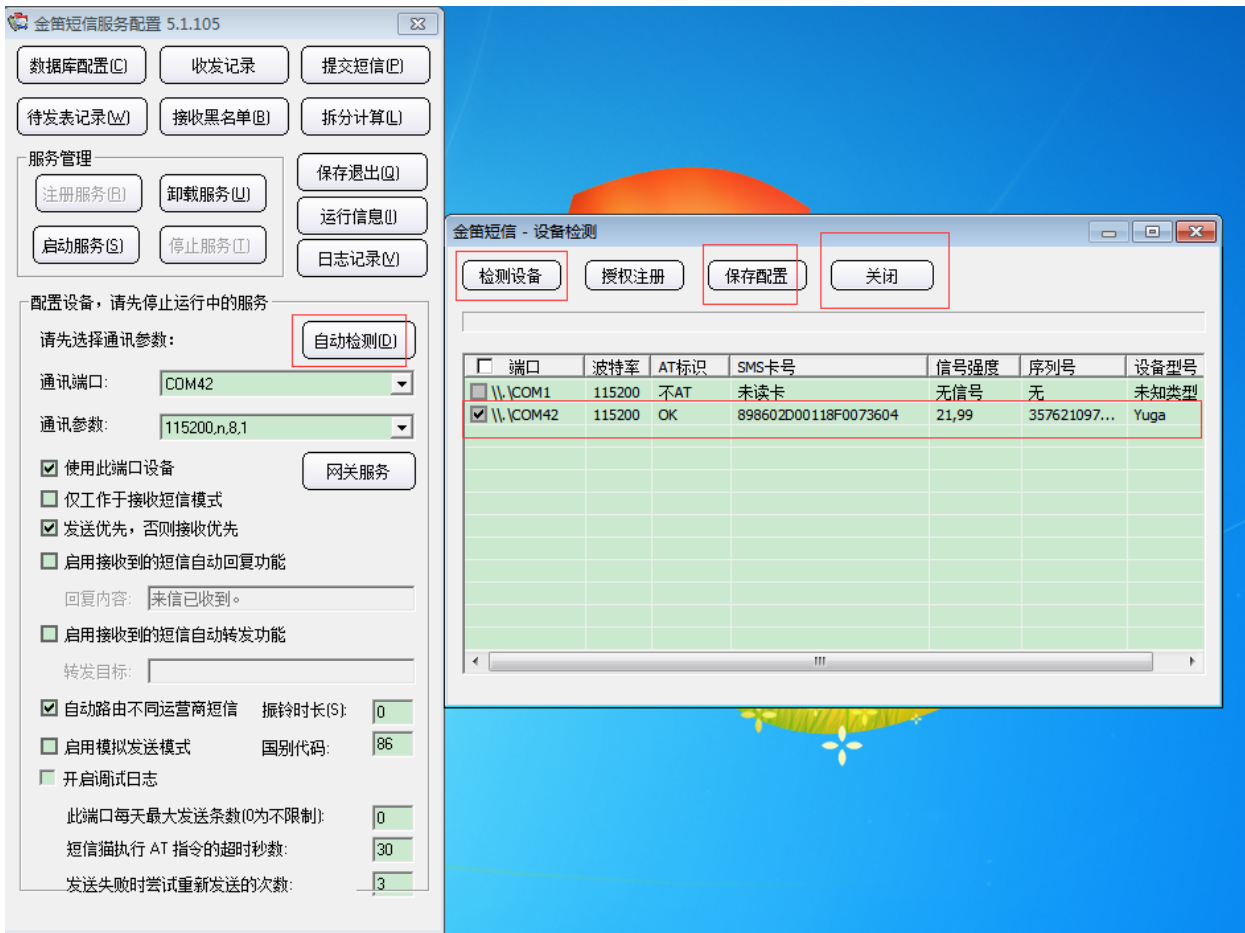 金笛短信服务配置 5.1.105
数据库配置(C) 收发记录 提交短信(P)
待发表记录(W) 接收黑名单(B) 拆分计算(L)
服务管理
注册服务(R) 卸载服务(U)
启动服务(S) 停止服务(T)
保存退出(Q)
运行信息(I)
日志记录(V)
配置设备，请先停止运行中的服务
请先选择通讯参数: 自动检测(D)
通讯端口: COM42
通讯参数: 115200,n,8,1
使用此端口设备 网关服务
仅工作于接收短信模式
发送优先，否则接收优先
启用接收到的短信自动回复功能
回复内容: 来信已收到。
启用接收到的短信自动转发功能
转发目标:
自动路由不同运营商短信 振铃时长(S): 0
启用模拟发送模式 国别代码: 86
开启调试日志
此端口每天最大发送条数(0为不限制): 0
短信猫执行 AT 指令的超时秒数: 30
发送失败时尝试重新发送的次数: 3
金笛短信 - 设备检测
检测设备 授权注册 保存配置 关闭
端口 波特率 AT标识 SMS卡号 信号强度 序列号 设备型号
\\.\COM1 115200 不AT 未读卡 无信号 无 未知类型
\\.\COM42 115200 OK 898602D00118F0073604 21,99 357621097... Yuga